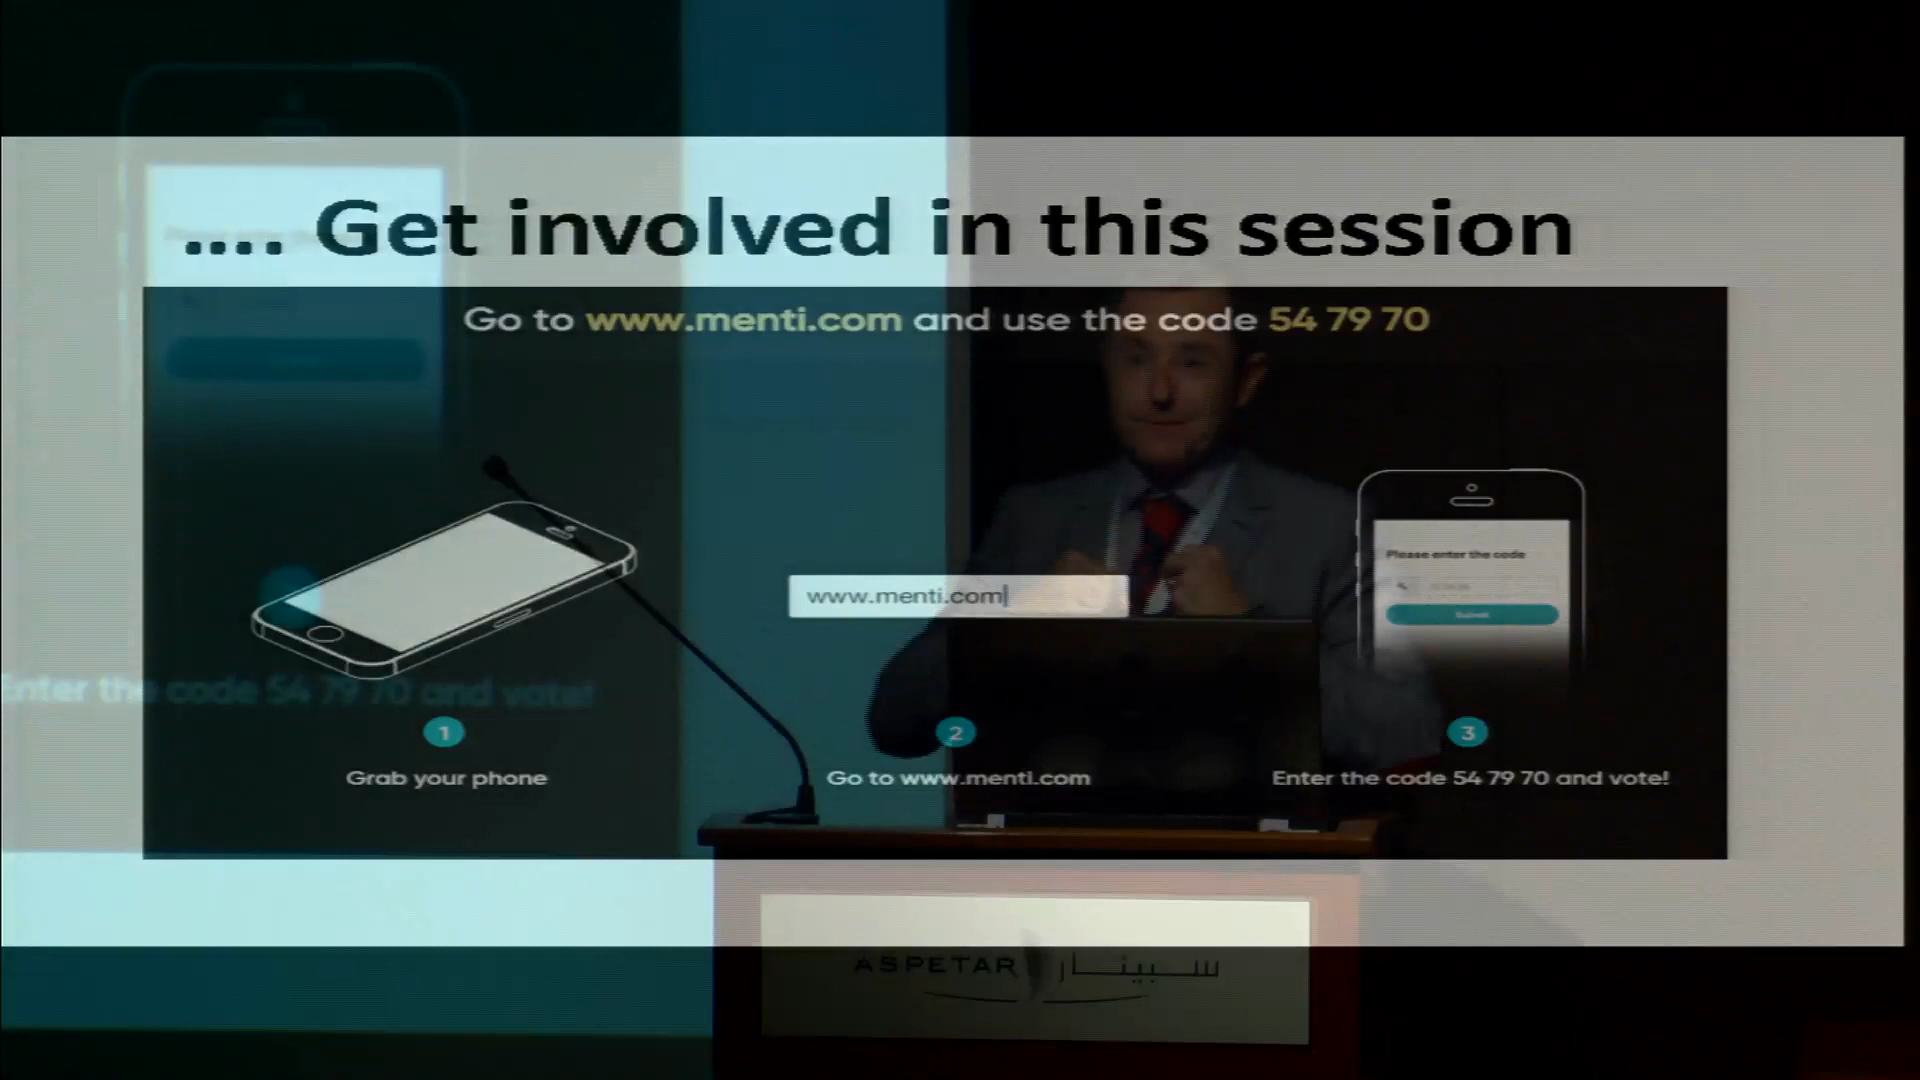 .... Get involved in this session
Go to www.menti.com and use the code 54 79 70
www.menti.com
Please enter the code
Submit
Enter the code 54 79 70 and vote!
1
2
3
Grab your phone
Go to www.menti.com
Enter the code 54 79 70 and vote!
ASPETAR سبيتار